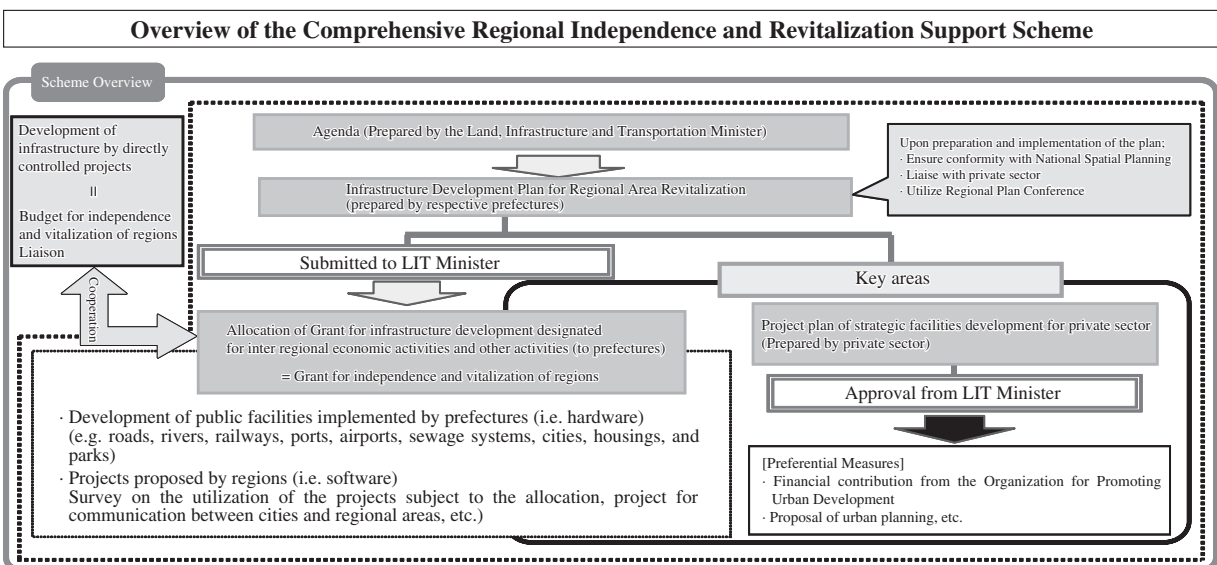 Overview of the Comprehensive Regional Independence and Revitalization Support Scheme
Scheme Overview
Development of
infrastructure by directly
controlled projects
=
Budget for independence
and vitalization of regions
Liaison
Cooperation
Agenda (Prepared by the Land, Infrastructure and Transportation Minister)
Infrastructure Development Plan for Regional Area Revitalization
(prepared by respective prefectures)
Upon preparation and implementation of the plan;
· Ensure conformity with National Spatial Planning
· Liaise with private sector
· Utilize Regional Plan Conference
Submitted to LIT Minister
Allocation of Grant for infrastructure development designated
for inter regional economic activities and other activities (to prefectures)
= Grant for independence and vitalization of regions
· Development of public facilities implemented by prefectures (i.e. hardware)
(e.g. roads, rivers, railways, ports, airports, sewage systems, cities, housings, and
parks)
· Projects proposed by regions (i.e. software)
Survey on the utilization of the projects subject to the allocation, project for
communication between cities and regional areas, etc.)
Key areas
Project plan of strategic facilities development for private sector
(Prepared by private sector)
Approval from LIT Minister
[Preferential Measures]
· Financial contribution from the Organization for Promoting
Urban Development
· Proposal of urban planning, etc.